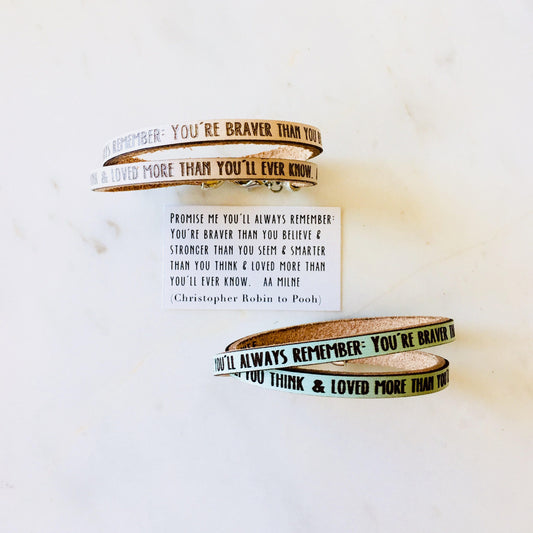 YS REMEMBER: YOU'RE BRAVER THAN YOU
NK & LOVED MORE THAN YOU'LL EVER KNOW.
PROMISE ME YOU'LL ALWAYS REMEMBER:
YOU'RE BRAVER THAN YOU BELIEVE &
STRONGER THAN YOU SEEM & SMARTER
THAN YOU THINK & LOVED MORE THAN
YOU'LL EVER KNOW. AA MILNE
(Christopher Robin to Pooh)
YOU'LL ALWAYS REMEMBER: YOU'RE BRAVER TH
YOU THINK & LOVED MORE THAN YOU'